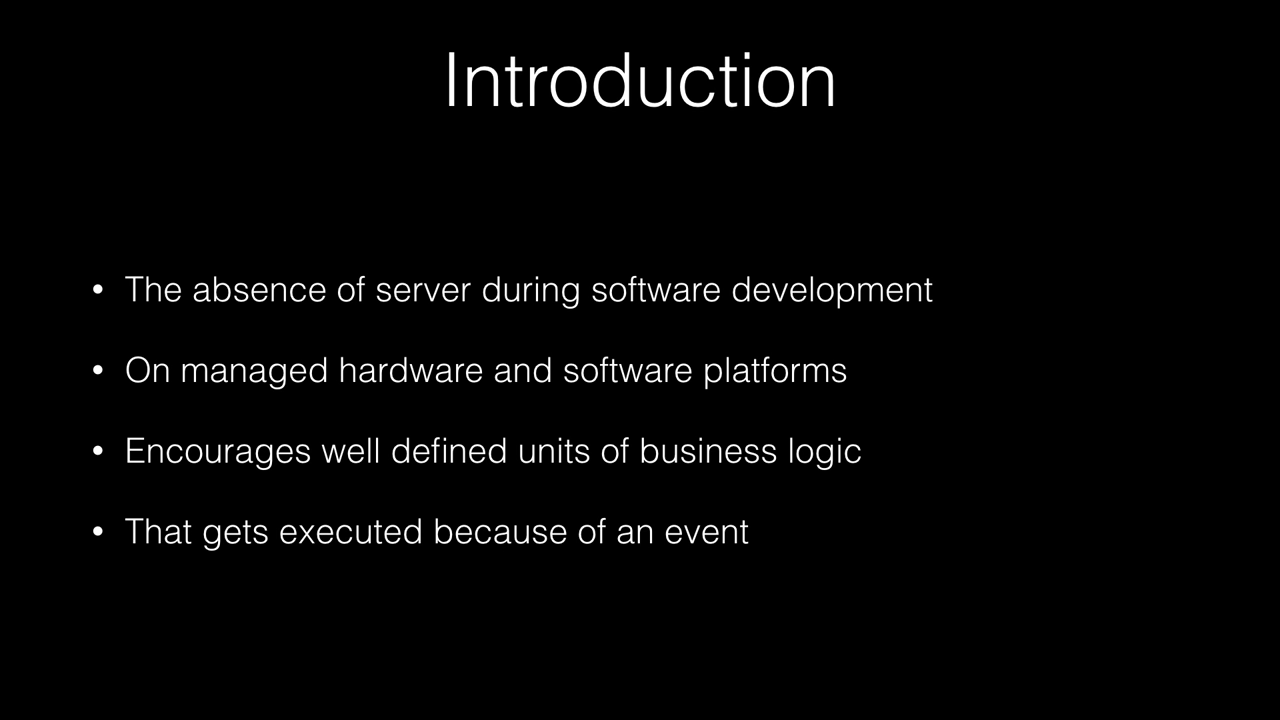 Introduction
• The absence of server during software development
• On managed hardware and software platforms
• Encourages well defined units of business logic
• That gets executed because of an event